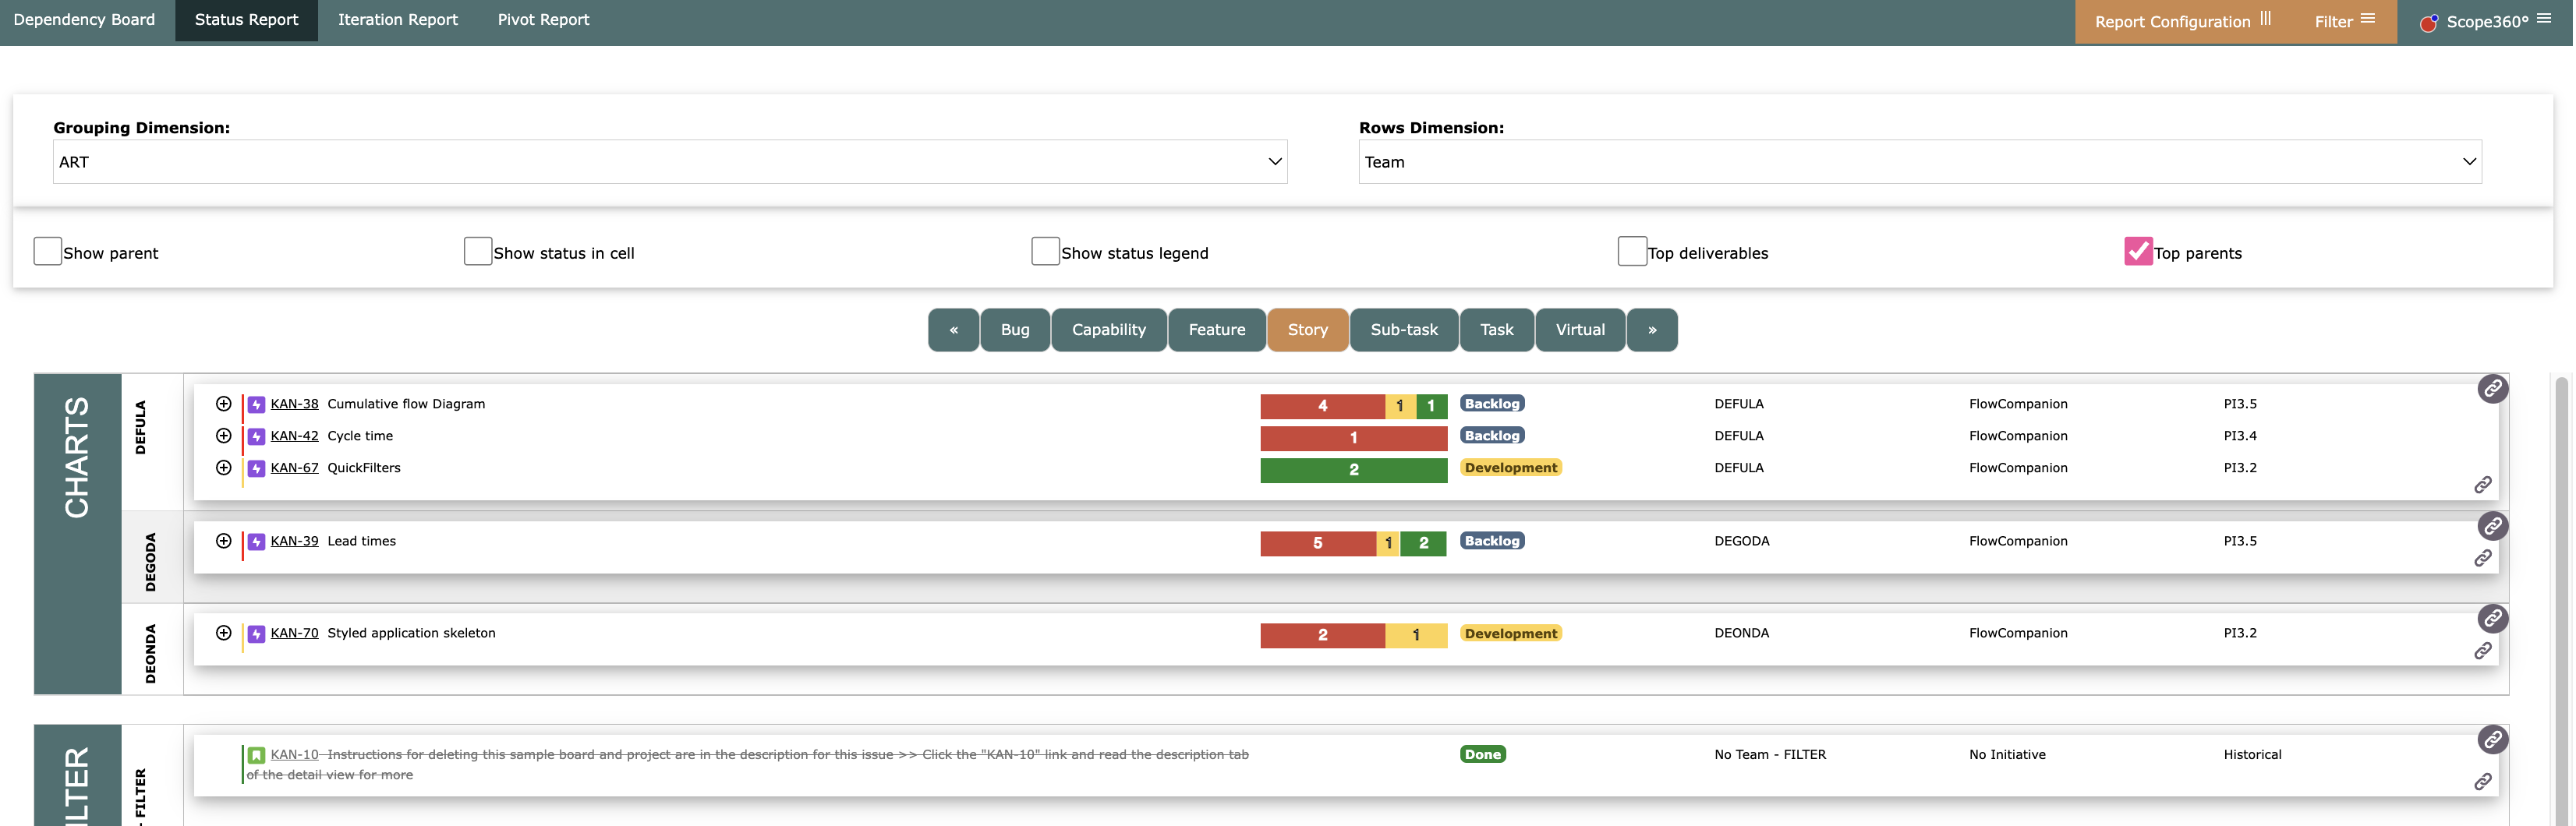 Dependency Board Status Report Iteration Report Pivot Report Report Configuration Filter Scope360°
Grouping Dimension: Rows Dimension:
ART Team
Show parent Show status in cell Show status legend Top deliverables Top parents
« Bug Capability Feature Story Sub-task Task Virtual »
CHARTS
DEFULA
KAN-38 Cumulative flow Diagram 4 1 1 Backlog DEFULA FlowCompanion PI3.5
KAN-42 Cycle time 1 Backlog DEFULA FlowCompanion PI3.4
KAN-67 QuickFilters 2 Development DEFULA FlowCompanion PI3.2
DEGODA
KAN-39 Lead times 5 1 2 Backlog DEGODA FlowCompanion PI3.5
DEONDA
KAN-70 Styled application skeleton 2 1 Development DEONDA FlowCompanion PI3.2
- FILTER
KAN-10 Instructions for deleting this sample board and project are in the description for this issue >> Click the "KAN-10" link and read the description tab Done No Team - FILTER No Initiative Historical
of the detail view for more